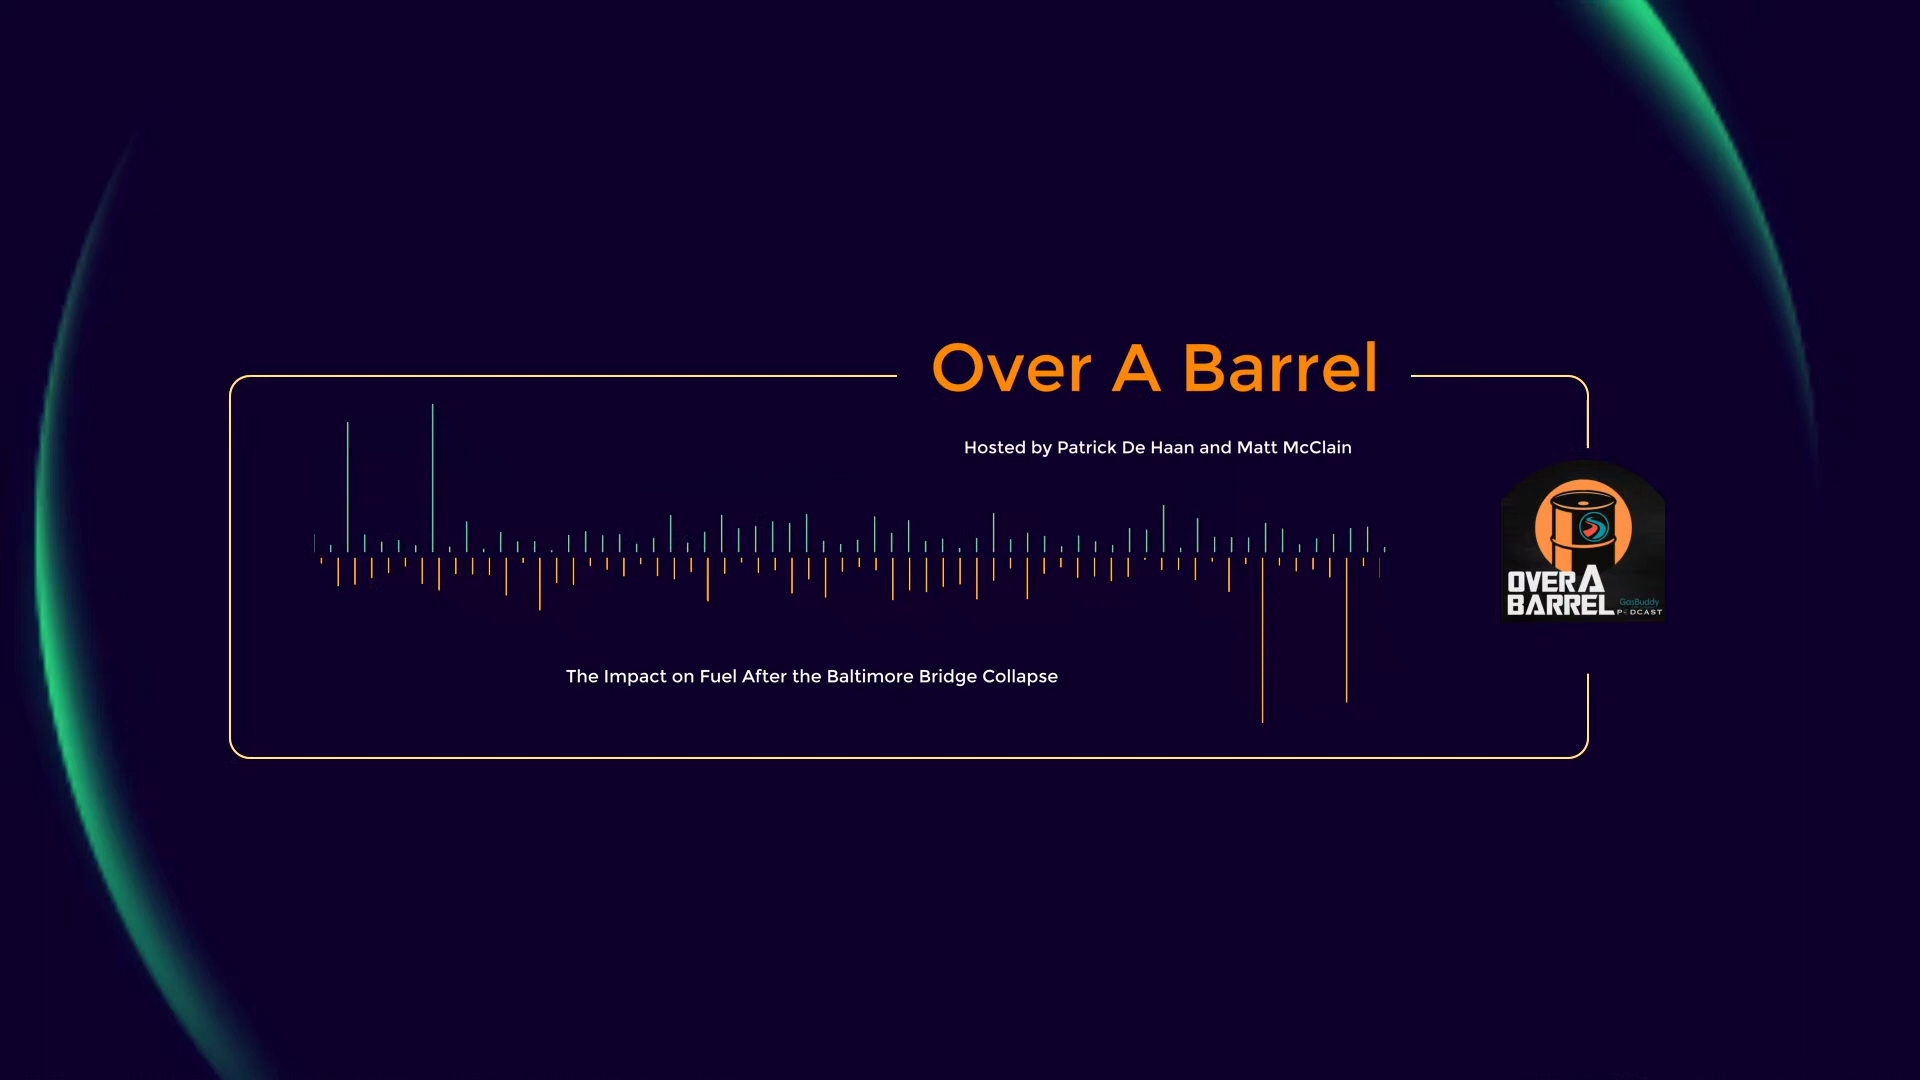 Over A Barrel
Hosted by Patrick De Haan and Matt McClain
OVER A
BARREL
GasBuddy
PODCAST
The Impact on Fuel After the Baltimore Bridge Collapse